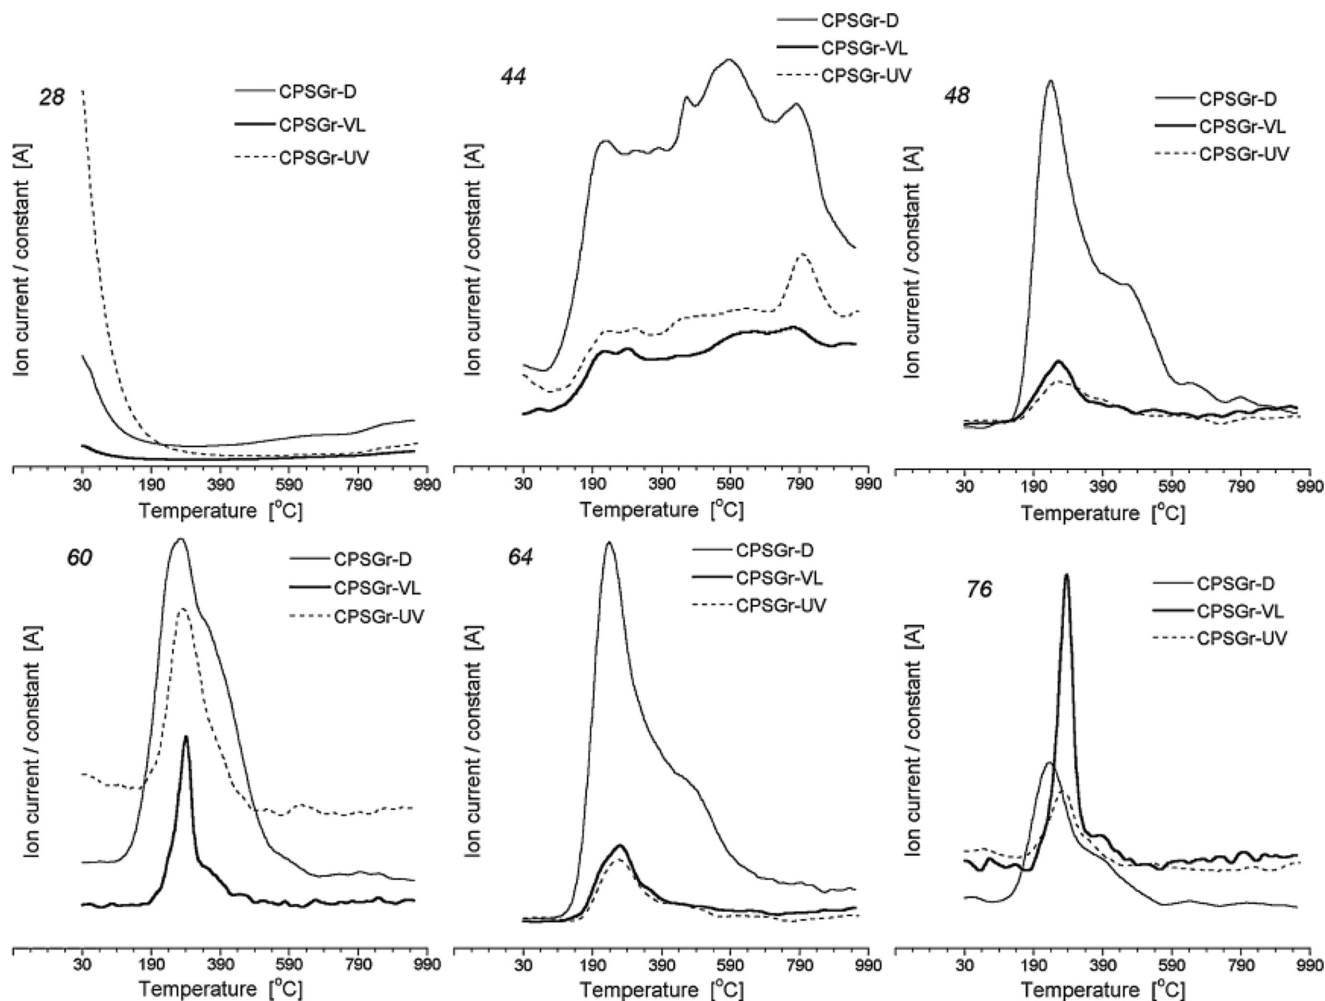 28
CPSGr-D
CPSGr-VL
CPSGr-UV
Ion current / constant [A]
30 190 390 590 790 990
Temperature [°C]
44
CPSGr-D
CPSGr-VL
CPSGr-UV
Ion current / constant [A]
30 190 390 590 790 990
Temperature [°C]
48
CPSGr-D
CPSGr-VL
CPSGr-UV
Ion current / constant [A]
30 190 390 590 790 990
Temperature [°C]
60
CPSGr-D
CPSGr-VL
CPSGr-UV
Ion current / constant [A]
30 190 390 590 790 990
Temperature [°C]
64
CPSGr-D
CPSGr-VL
CPSGr-UV
Ion current / constant [A]
30 190 390 590 790 990
Temperature [°C]
76
CPSGr-D
CPSGr-VL
CPSGr-UV
Ion current / constant [A]
30 190 390 590 790 990
Temperature [°C]